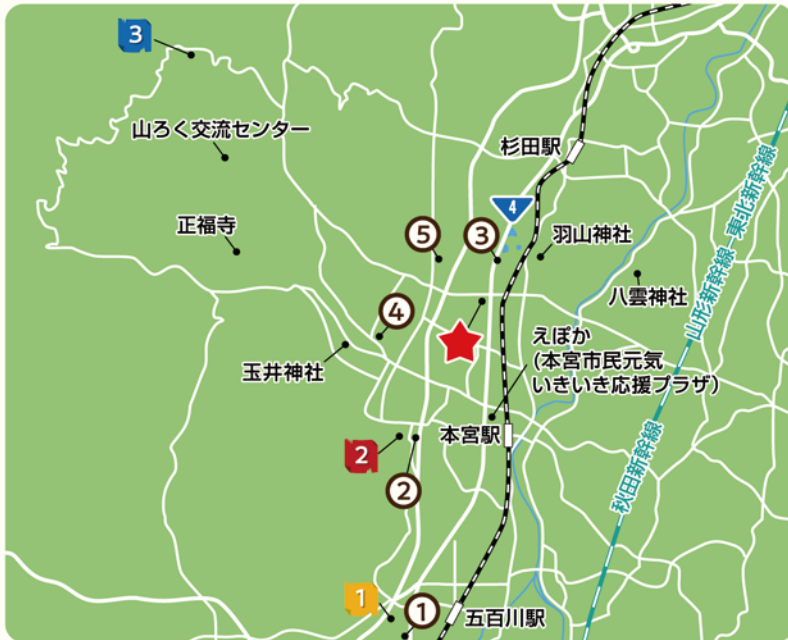 3
山ろく交流センター
杉田駅
4
正福寺
⑤
③
羽山神社
八雲神社
④
玉井神社
えぽか
(本宮市民元気
いきいき応援プラザ)
本宮駅
2
②
山形新幹線
東北新幹線
秋田新幹線
1
①
五百川駅